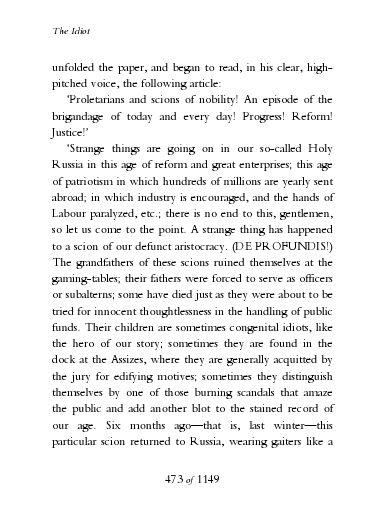 The Idiot
unfolded the paper, and began to read, in his clear, high-
pitched voice, the following article:
‘Proletarians and scions of nobility! An episode of the
brigandage of today and every day! Progress! Reform!
Justice!’
‘Strange things are going on in our so-called Holy
Russia in this age of reform and great enterprises; this age
of patriotism in which hundreds of millions are yearly sent
abroad; in which industry is encouraged, and the hands of
Labour paralyzed, etc.; there is no end to this, gentlemen,
so let us come to the point. A strange thing has happened
to a scion of our defunct aristocracy. (DE PROFUNDIS!)
The grandfathers of these scions ruined themselves at the
gaming-tables; their fathers were forced to serve as officers
or subalterns; some have died just as they were about to be
tried for innocent thoughtlessness in the handling of public
funds. Their children are sometimes congenital idiots, like
the hero of our story; sometimes they are found in the
dock at the Assizes, where they are generally acquitted by
the jury for edifying motives; sometimes they distinguish
themselves by one of those burning scandals that amaze
the public and add another blot to the stained record of
our age. Six months ago—that is, last winter—this
particular scion returned to Russia, wearing gaiters like a
473 of 1149